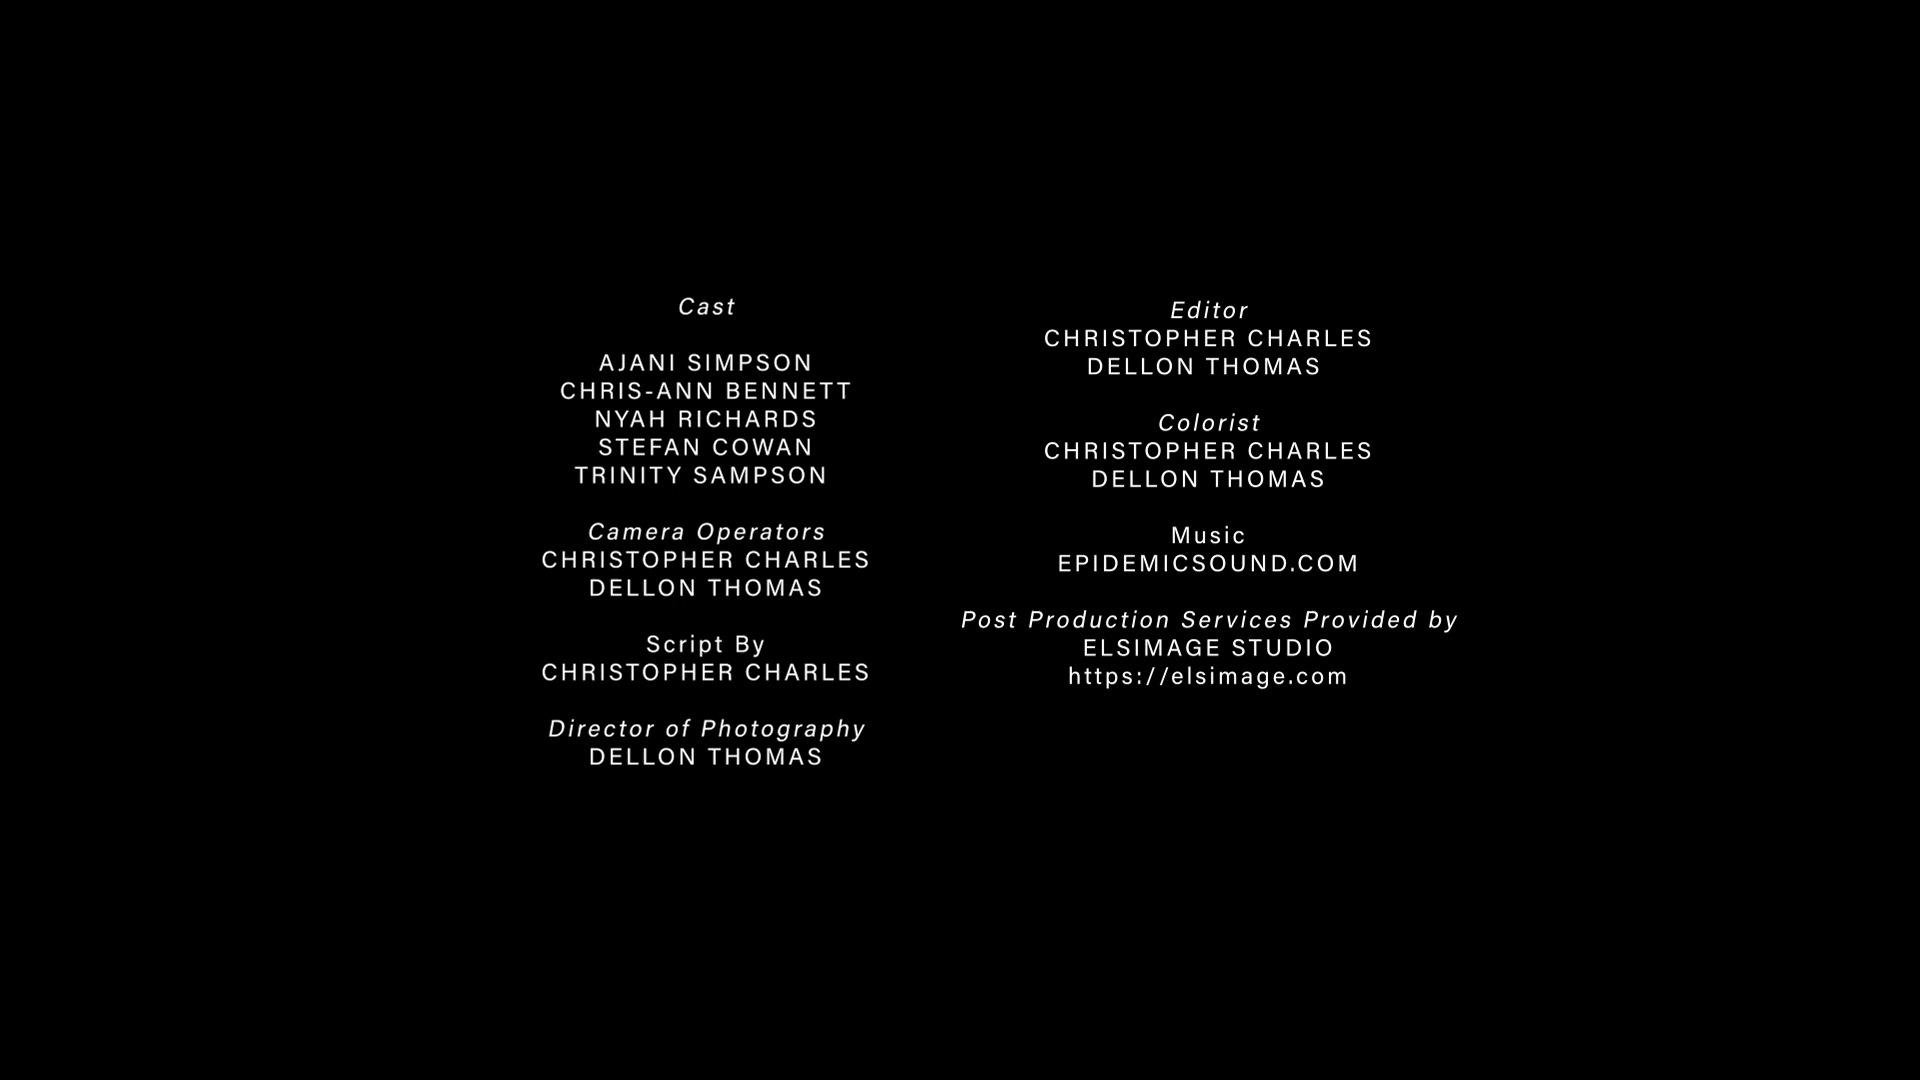 Cast
AJANI SIMPSON
CHRIS-ANN BENNETT
NYAH RICHARDS
STEFAN COWAN
TRINITY SAMPSON
Camera Operators
CHRISTOPHER CHARLES
DELLON THOMAS
Script By
CHRISTOPHER CHARLES
Director of Photography
DELLON THOMAS
Editor
CHRISTOPHER CHARLES
DELLON THOMAS
Colorist
CHRISTOPHER CHARLES
DELLON THOMAS
Music
EPIDEMICSOUND.COM
Post Production Services Provided by
ELSIMAGE STUDIO
https://elsimage.com